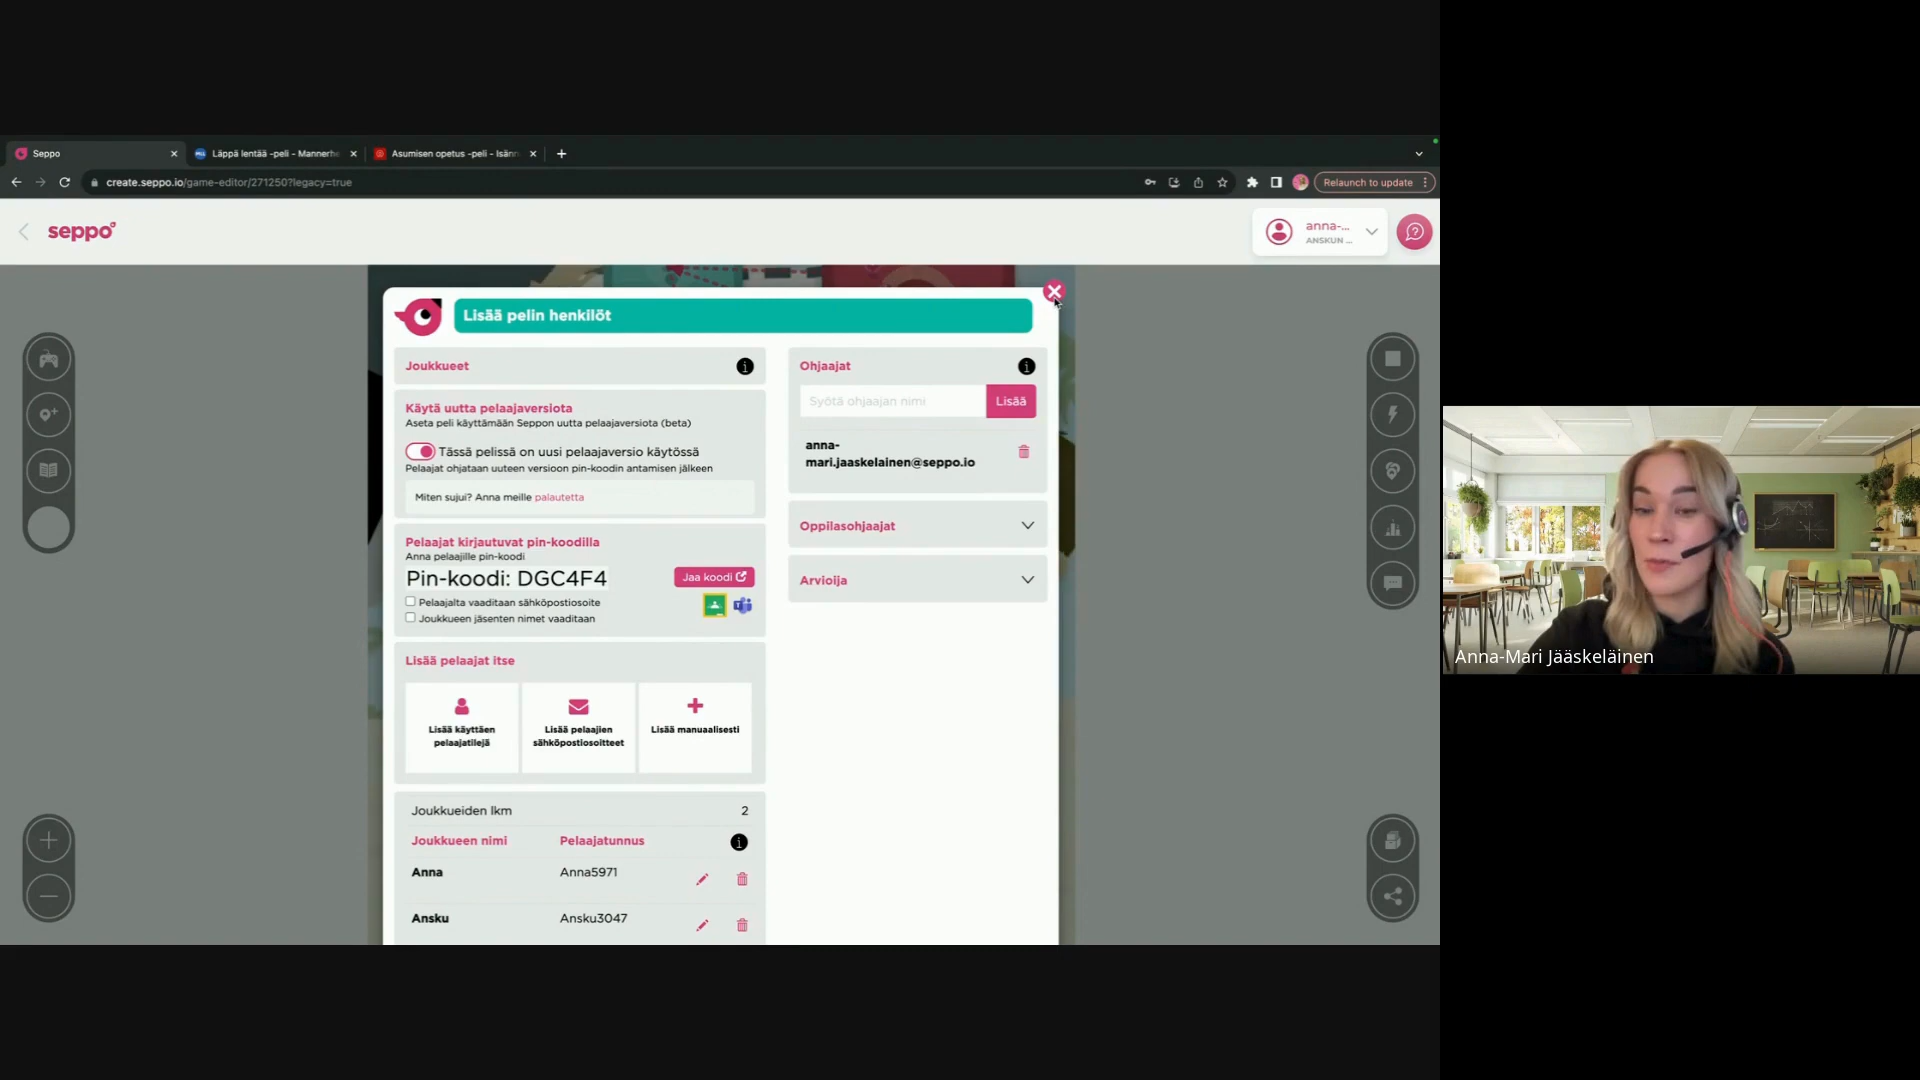 Seppo
Läppä lentää -peli - Mannerhe
Asumisen opetus -peli - Isänn
create.seppo.io/game-editor/271250?legacy=true
Relaunch to update
seppo
anna-...
ANSKUN ...
Lisää pelin henkilöt
Joukkueet
Käytä uutta pelaajaversiota
Aseta peli käyttämään Seppon uutta pelaajaversiota (beta)
Tässä pelissä on uusi pelaajaversio käytössä
Pelaajat ohjataan uuteen versioon pin-koodin antamisen jälkeen
Miten sujui? Anna meille palautetta
Pelaajat kirjautuvat pin-koodilla
Anna pelaajille pin-koodi
Pin-koodi: DGC4F4
Jaa koodi
Pelaajalta vaaditaan sähköpostiosoite
Joukkueen jäsenten nimet vaaditaan
Lisää pelaajat itse
Lisää käyttäen
pelaajatilejä
Lisää pelaajien
sähköpostiosoitteet
Lisää manuaalisesti
Joukkueiden lkm 2
Joukkueen nimi Pelaajatunnus
Anna Anna5971
Ansku Ansku3047
Ohjaajat
Syötä ohjaajan nimi
Lisää
anna-
mari.jaaskelainen@seppo.io
Oppilasohjaajat
Arvioija
Anna-Mari Jääskeläinen